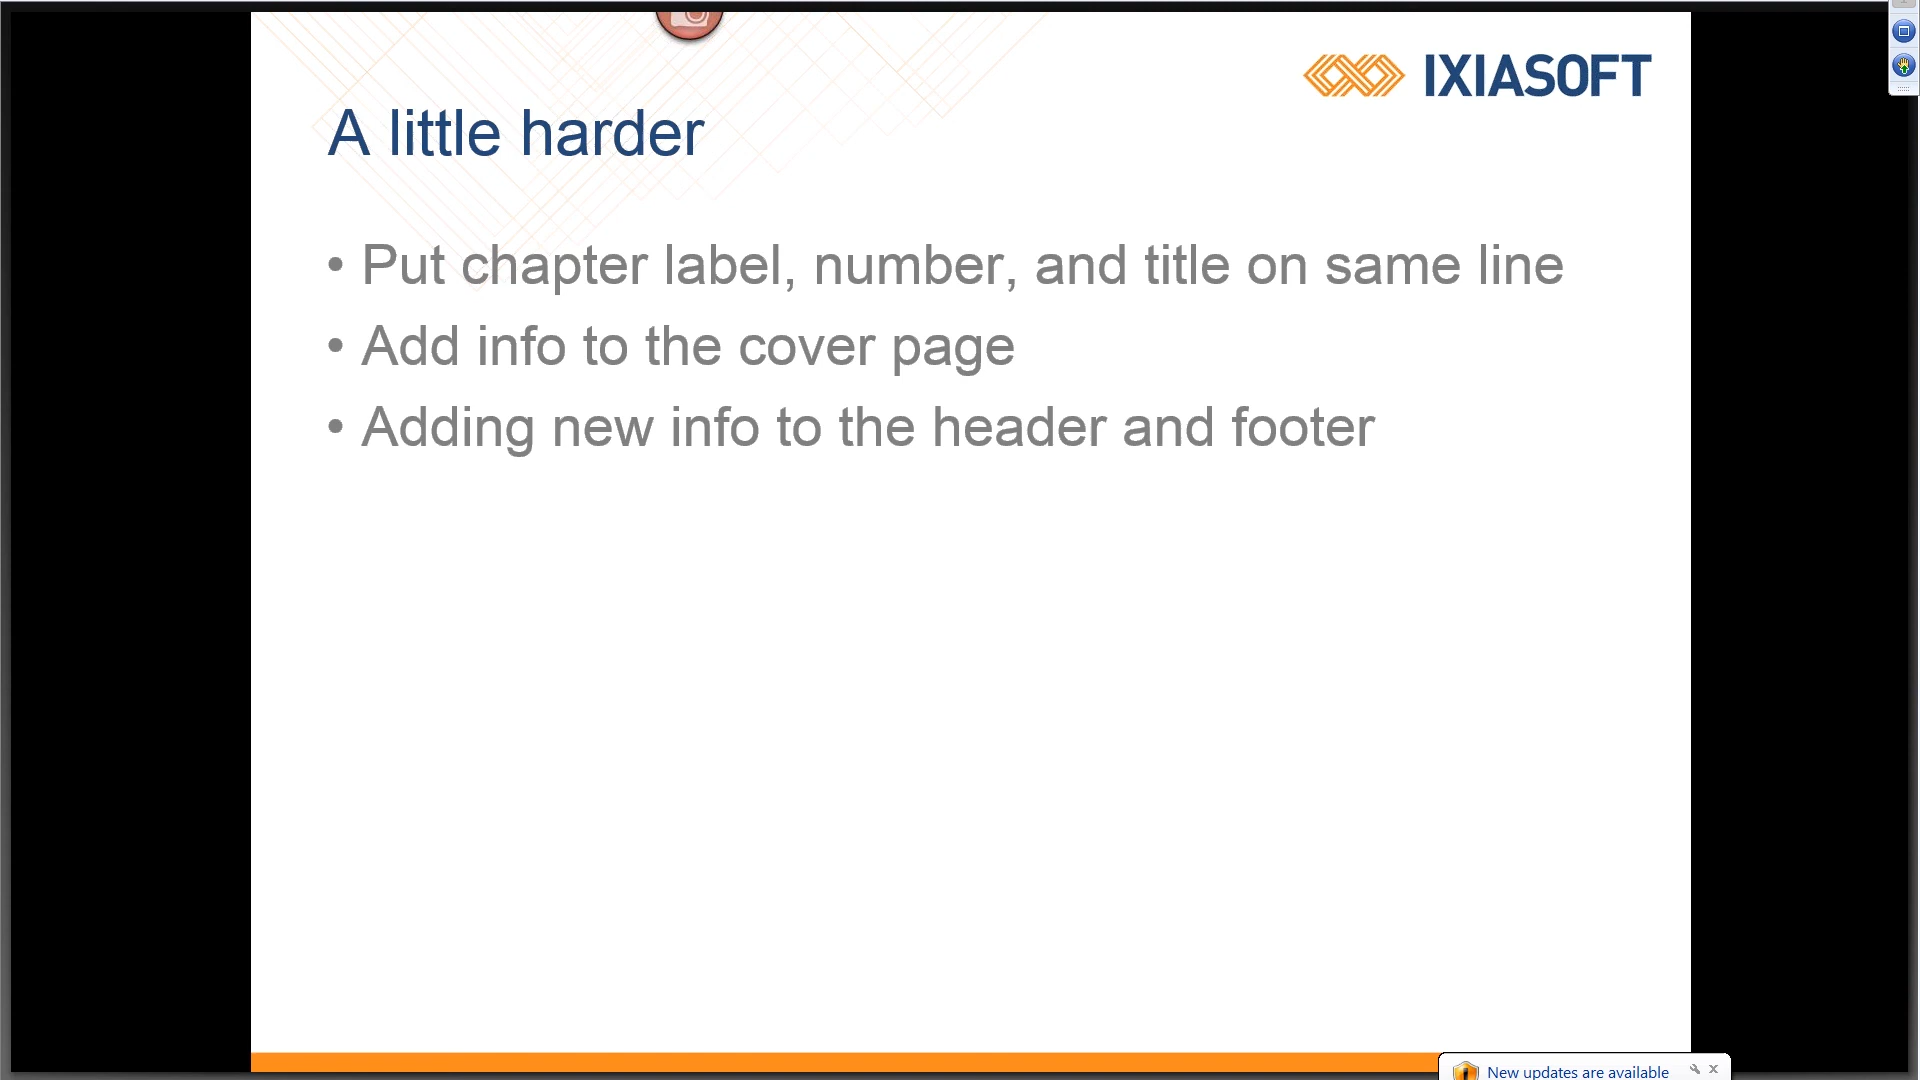 IXIASOFT
A little harder
• Put chapter label, number, and title on same line
• Add info to the cover page
• Adding new info to the header and footer
New updates are available